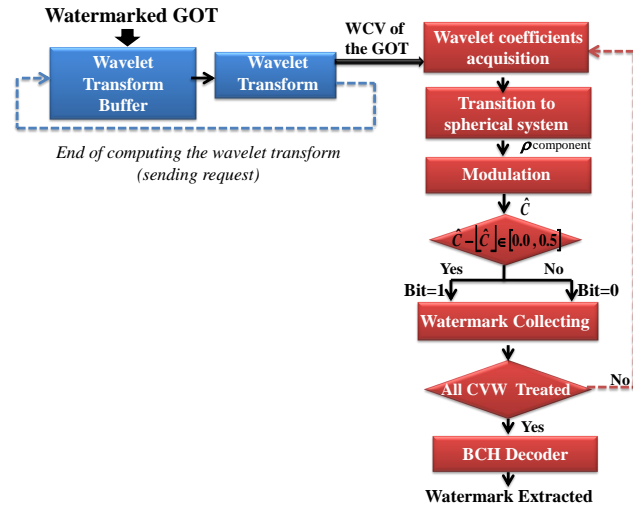 Watermarked GOT
Wavelet
Transform
Buffer
Wavelet
Transform
WCV of
the GOT
End of computing the wavelet transform
(sending request)
Wavelet coefficients
acquisition
Transition to
spherical system
ρ component
Modulation
Ĉ
Ĉ−⌊Ĉ⌋∈[0.0,0.5]
Yes No
Bit=1 Bit=0
Watermark Collecting
All CVW Treated
No
Yes
BCH Decoder
Watermark Extracted